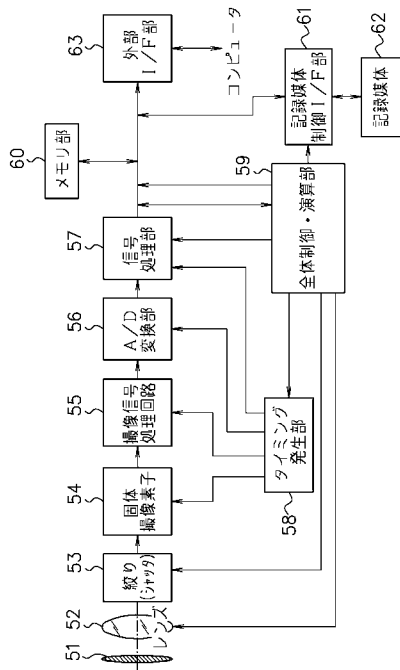 51
52
レンズ
53
絞り
(シャッタ)
54
固体
撮像素子
55
撮像信号
処理回路
56
A/D
変換部
57
信号
処理部
60
メモリ部
63
外部
I/F部
コンピュータ
58
タイミング
発生部
59
全体制御・演算部
61
記録媒体
制御I/F部
62
記録媒体